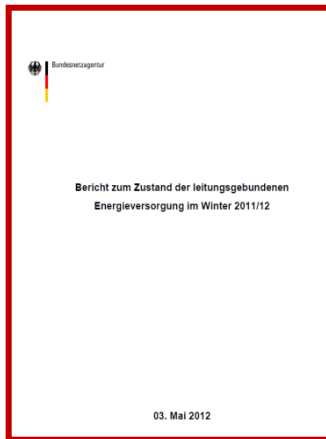 Bundesnetzagentur
Bericht zum Zustand der leitungsgebundenen
Energieversorgung im Winter 2011/12
03. Mai 2012